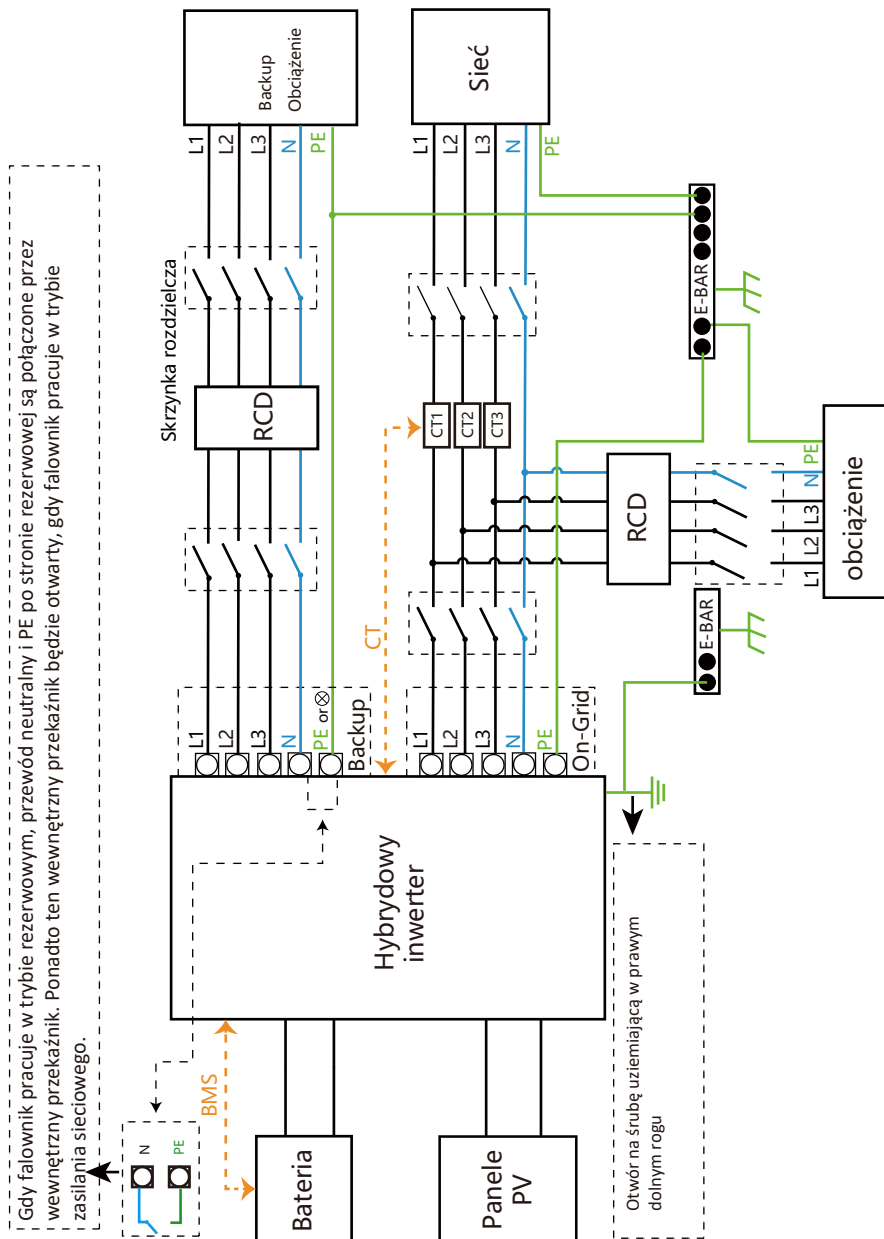 Gdy falownik pracuje w trybie rezerwowym, przewód neutralny i PE po stronie rezerwowej są połączone przez
wewnętrzny przekaźnik. Ponadto ten wewnętrzny przekaźnik będzie otwarty, gdy falownik pracuje w trybie
zasilania sieciowego.
N
PE
BMS
Bateria
Panele
PV
Hybrydowy
inwerter
L1
L2
L3
N
PE or
Backup
CT
L1
L2
L3
N
PE
On-Grid
Skrzynka rozdzielcza
RCD
L1
L2
L3
N
PE
Backup
Obciążenie
CT1
CT2
CT3
L1
L2
L3
N
PE
Sieć
RCD
E-BAR
E-BAR
L1
L2
L3
N
PE
obciążenie
Otwór na śrubę uziemiającą w prawym
dolnym rogu